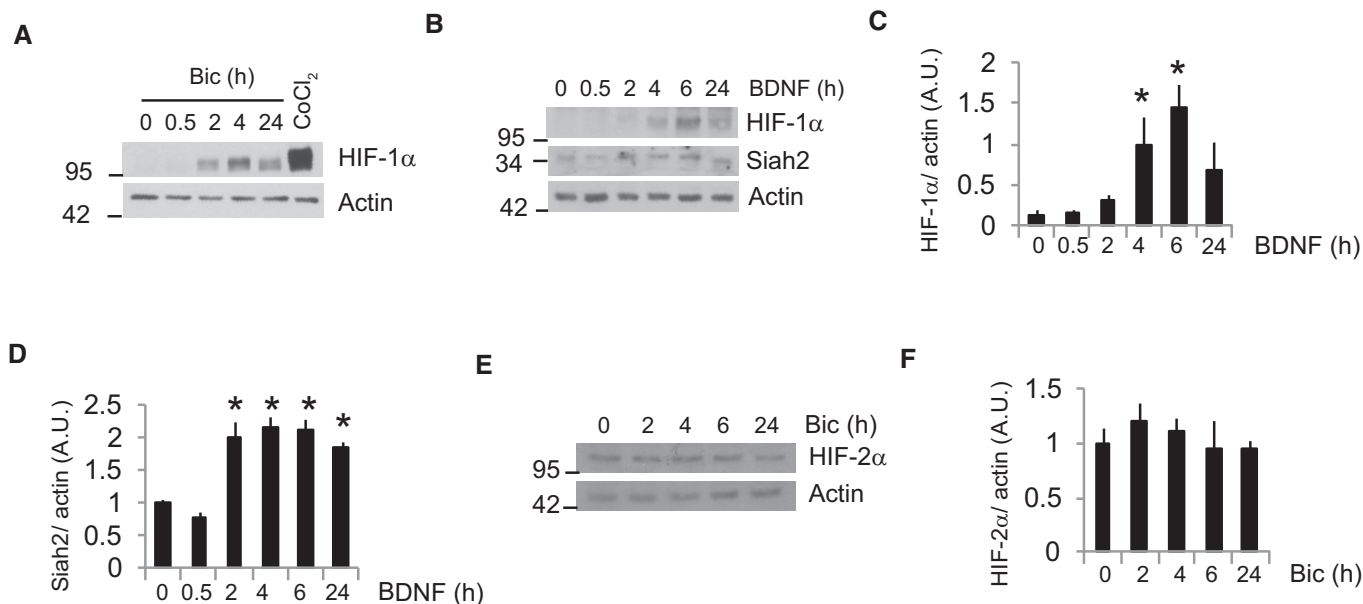 A
Bic (h)
0 0.5 2 4 24 CoCl₂
HIF-1α
95
Actin
42
B
0 0.5 2 4 6 24 BDNF (h)
HIF-1α
95
34
Siah2
Actin
42
C
HIF-1α/ actin (A.U.)
2
1.5
1
0.5
0
0 0.5 2 4 6 24 BDNF (h)
* *
D
Siah2/ actin (A.U.)
2.5
2
1.5
1
0.5
0
0 0.5 2 4 6 24 BDNF (h)
* * * *
E
0 2 4 6 24 Bic (h)
HIF-2α
95
Actin
42
F
HIF-2α/ actin (A.U.)
1.5
1
0.5
0
0 2 4 6 24 Bic (h)